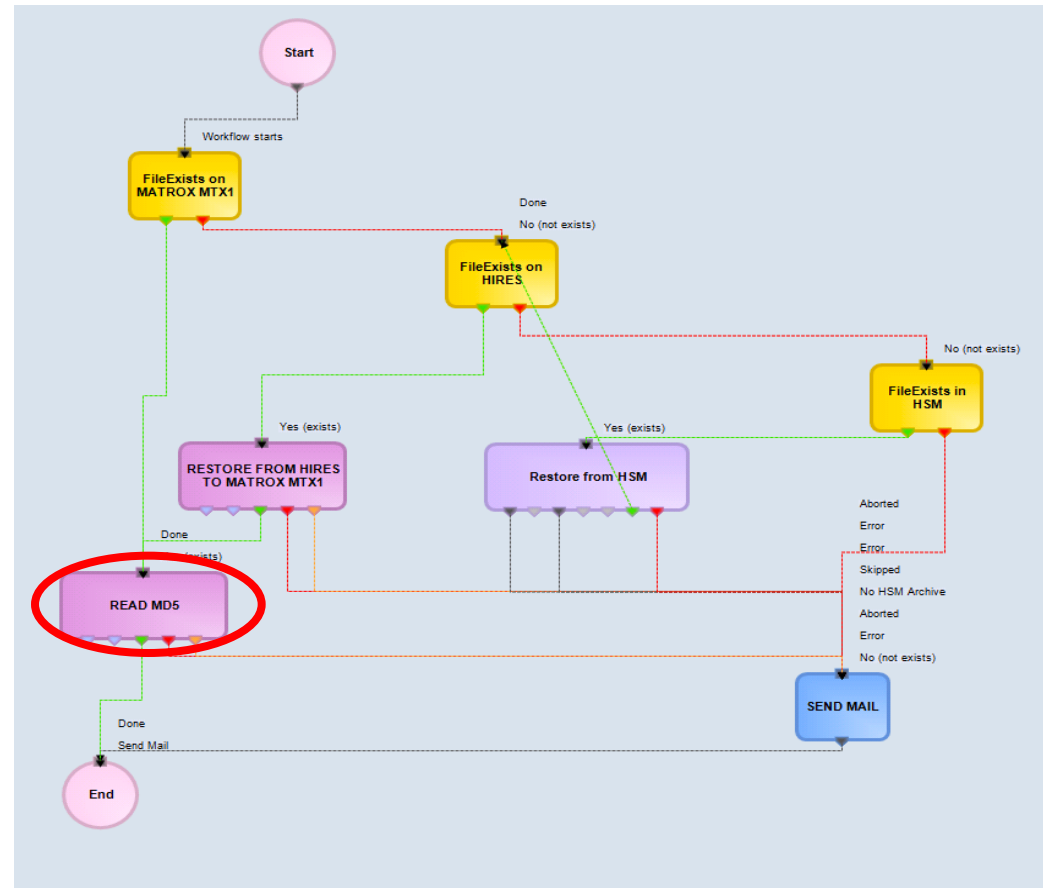 Start
Workflow starts
FileExists on
MATROX MTX1
Done
No (not exists)
FileExists on
HIRES
No (not exists)
FileExists in
HSM
Yes (exists)
Yes (exists)
RESTORE FROM HIRES
TO MATROX MTX1
Restore from HSM
Aborted
Error
Error
Skipped
No HSM Archive
Aborted
Error
No (not exists)
Done
(exists)
READ MD5
SEND MAIL
Done
Send Mail
End